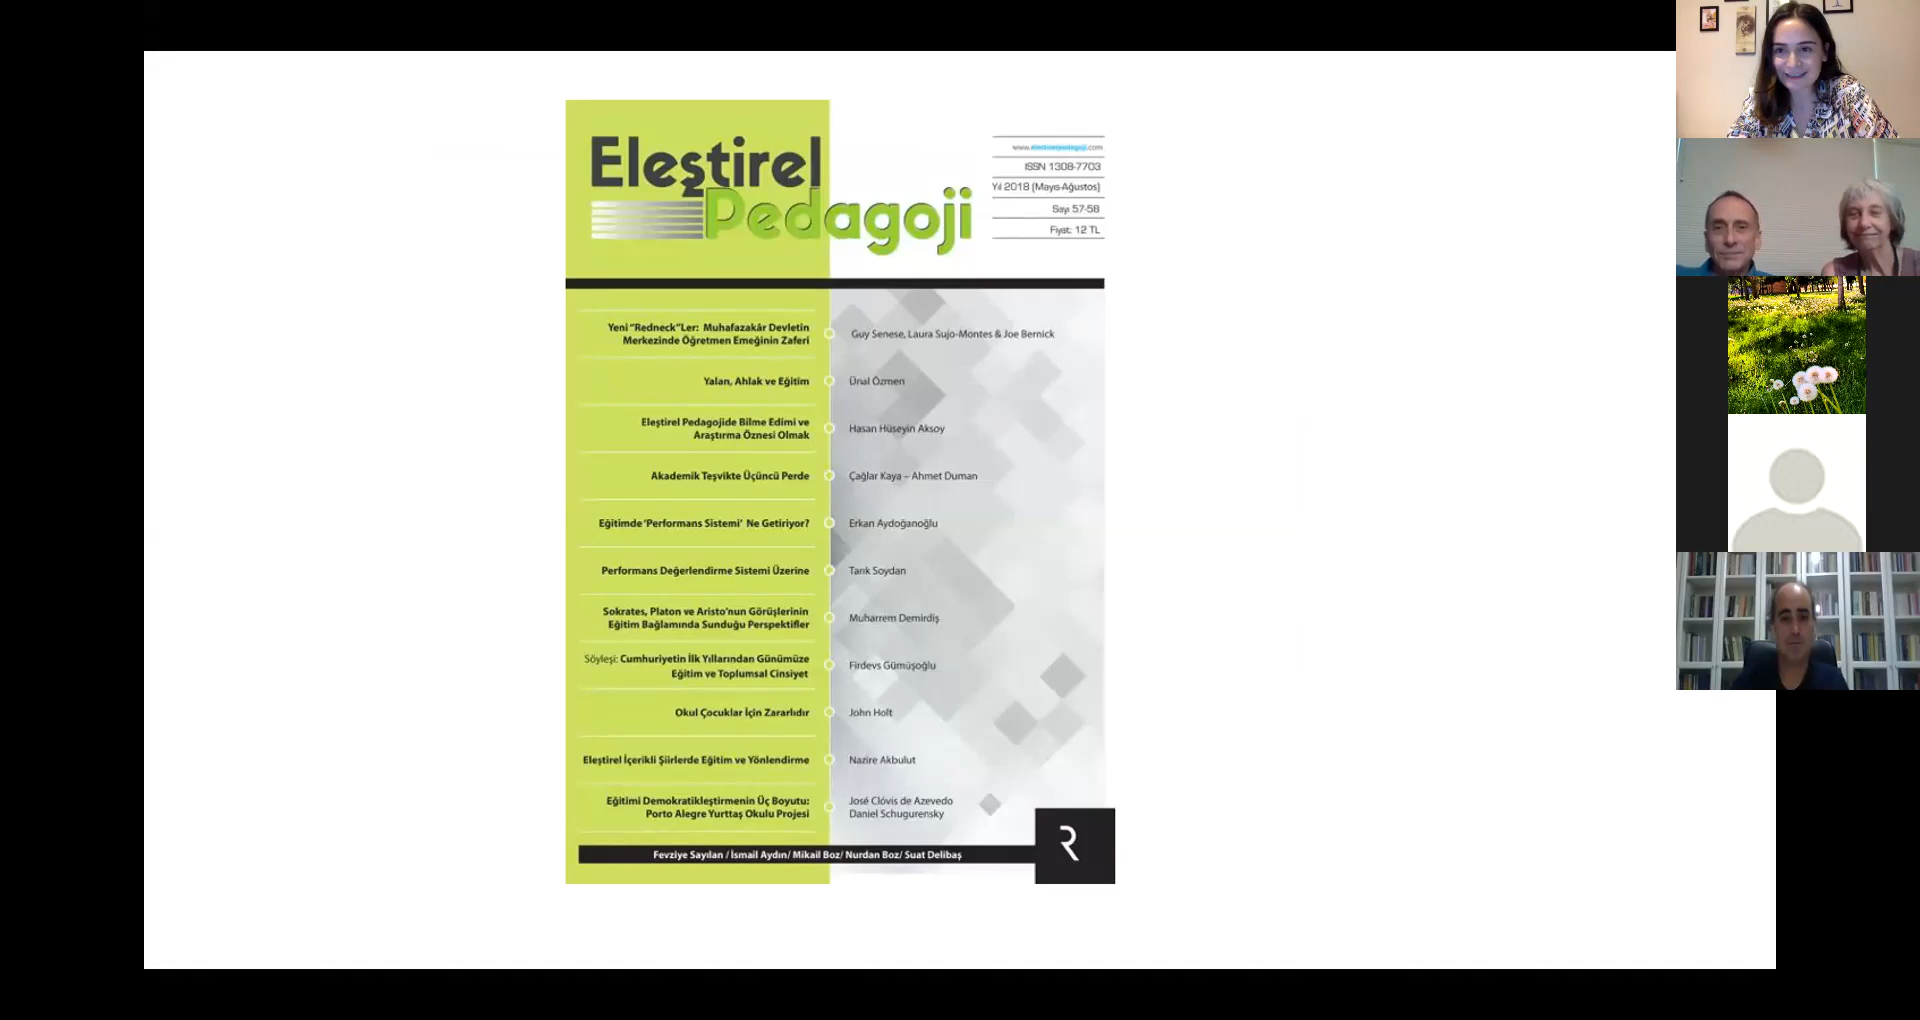 Eleştirel
Pedagoji
www.elestirelpedagoji.com
ISSN 1308-7703
Yıl 2018 (Mayıs-Ağustos)
Sayı 57-58
Fiyat: 12 TL
Yeni "Redneck"Ler: Muhafazakâr Devletin
Merkezinde Öğretmen Emeğinin Zaferi
Guy Senese, Laura Sujo-Montes & Joe Bernick
Yalan, Ahlak ve Eğitim
Ünal Özmen
Eleştirel Pedagojide Bilme Edimi ve
Araştırma Öznesi Olmak
Hasan Hüseyin Aksoy
Akademik Teşvikte Üçüncü Perde
Çağlar Kaya – Ahmet Duman
Eğitimde 'Performans Sistemi' Ne Getiriyor?
Erkan Aydoğanoğlu
Performans Değerlendirme Sistemi Üzerine
Tarık Soydan
Sokrates, Platon ve Aristo'nun Görüşlerinin
Eğitim Bağlamında Sunduğu Perspektifler
Muharrem Demirdiş
Söyleşi: Cumhuriyetin İlk Yıllarından Günümüze
Eğitim ve Toplumsal Cinsiyet
Firdevs Gümüşoğlu
Okul Çocuklar İçin Zararlıdır
John Holt
Eleştirel İçerikli Şiirlerde Eğitim ve Yönlendirme
Nazire Akbulut
Eğitimi Demokratikleştirmenin Üç Boyutu:
Porto Alegre Yurttaş Okulu Projesi
José Clóvis de Azevedo
Daniel Schugurensky
Fevziye Sayılan / İsmail Aydın/ Mikail Boz/ Nurdan Boz/ Suat Delibaş
R